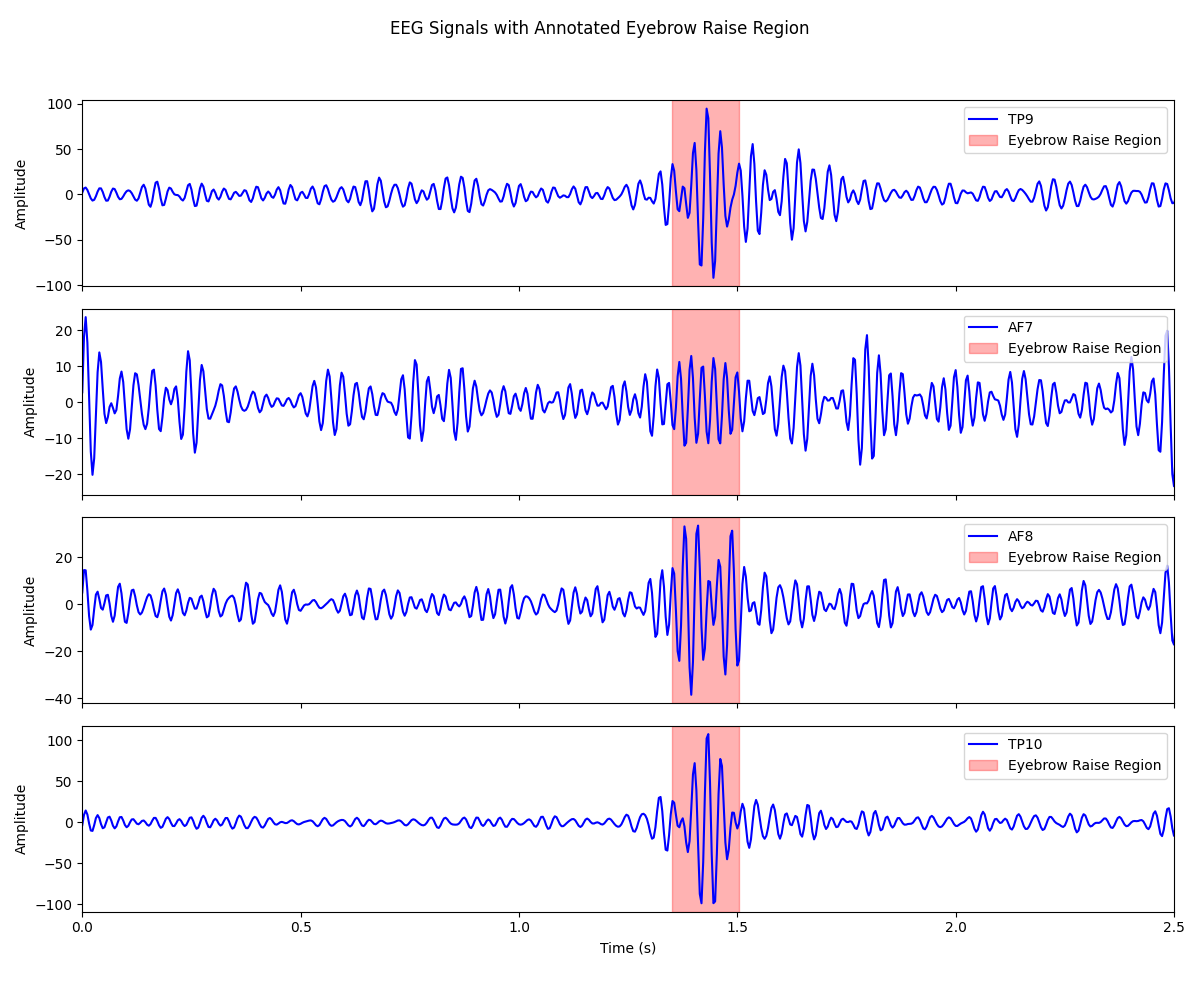 EEG Signals with Annotated Eyebrow Raise Region
100
50
0
−50
−100
Amplitude
TP9
Eyebrow Raise Region
20
10
0
−10
−20
Amplitude
AF7
Eyebrow Raise Region
20
0
−20
−40
Amplitude
AF8
Eyebrow Raise Region
100
50
0
−50
−100
Amplitude
TP10
Eyebrow Raise Region
0.0 0.5 1.0 1.5 2.0 2.5
Time (s)